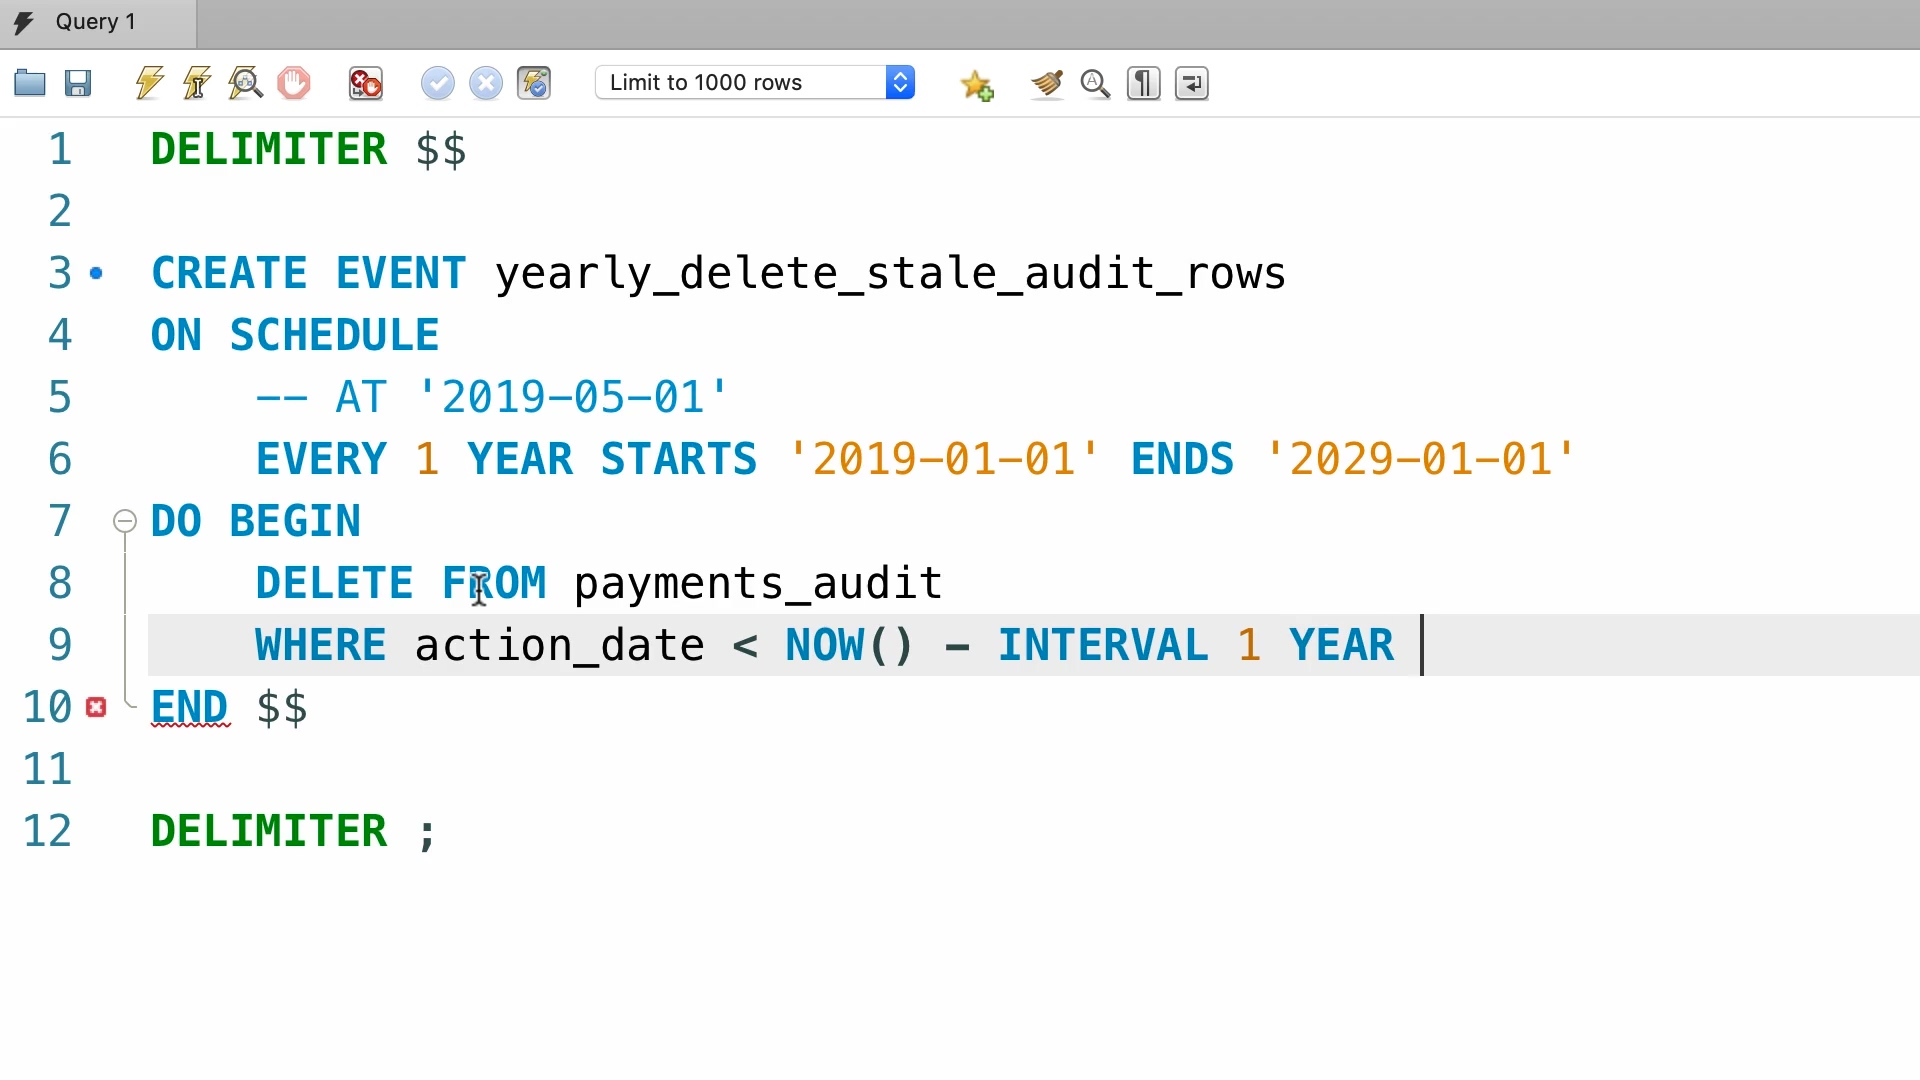 Query 1
Limit to 1000 rows
1 DELIMITER $$
2
3 CREATE EVENT yearly_delete_stale_audit_rows
4 ON SCHEDULE
5 -- AT '2019-05-01'
6 EVERY 1 YEAR STARTS '2019-01-01' ENDS '2029-01-01'
7 DO BEGIN
8 DELETE FROM payments_audit
9 WHERE action_date < NOW() - INTERVAL 1 YEAR
10 END $$
11
12 DELIMITER ;